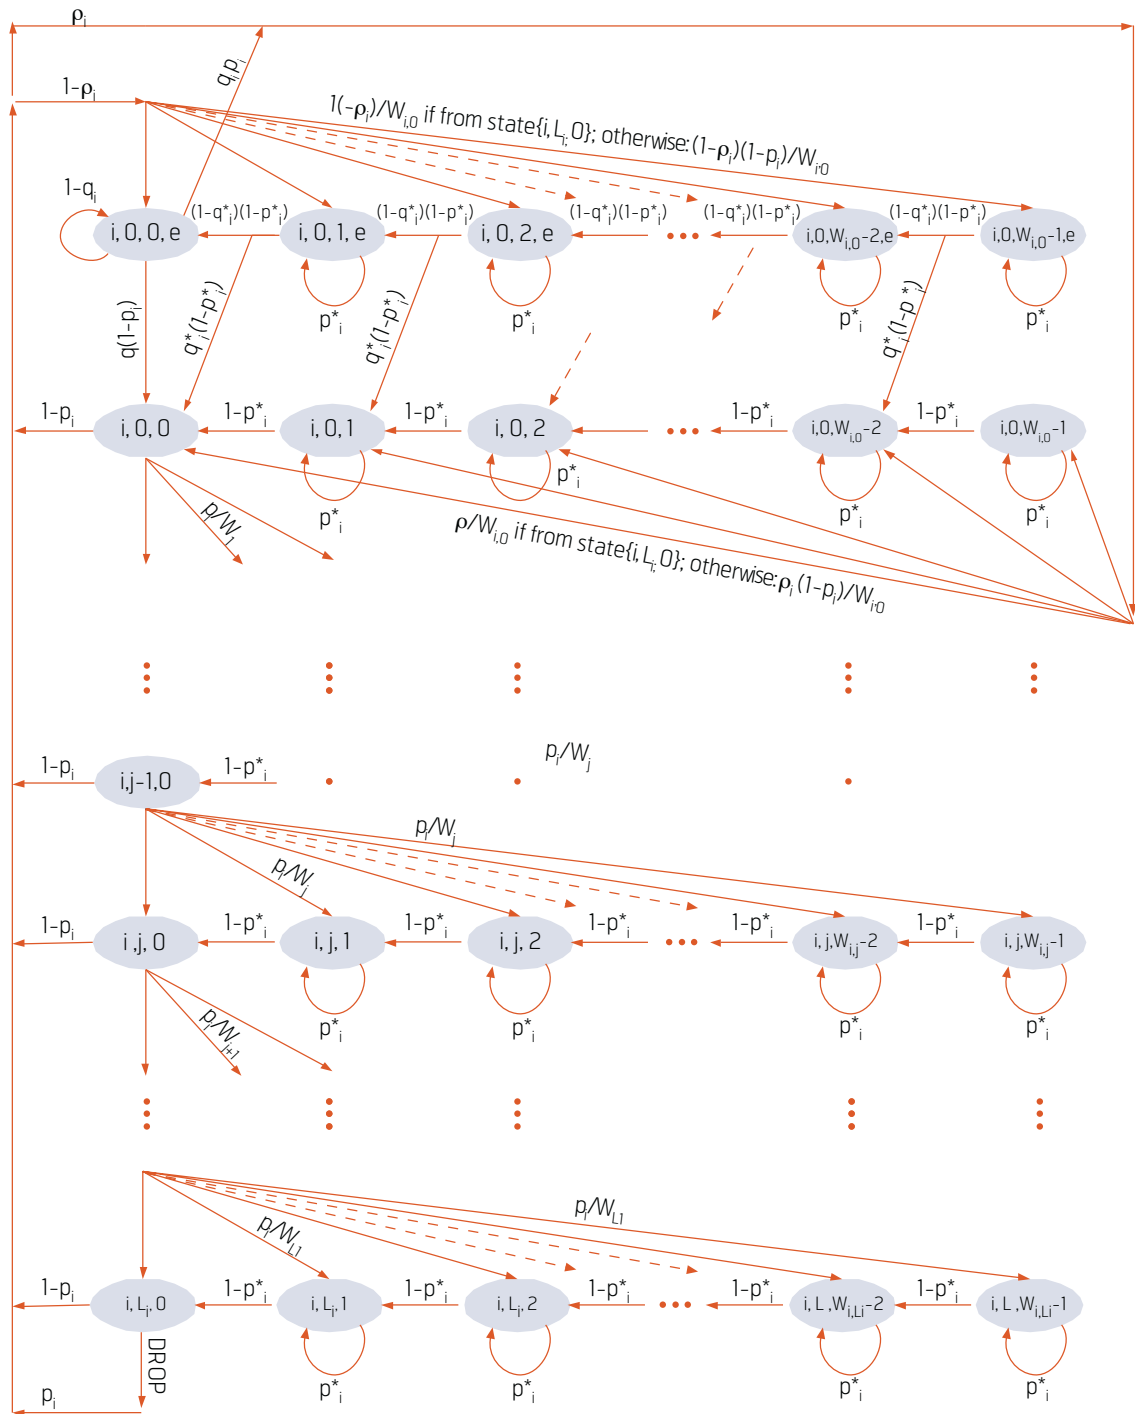 ρi
qipi
1-ρi
1(-ρi)/Wi,0 if from state{i, Li; 0}; otherwise: (1-ρi)(1-pi)/Wi,0
1-qi
(1-q*i)(1-p*i) (1-q*i)(1-p*i) (1-q*i)(1-p*i) (1-q*i)(1-p*i) (1-q*i)(1-p*i)
i, 0, 0, e i, 0, 1, e i, 0, 2, e ••• i,0,Wi,0-2,e i,0,Wi,0-1,e
p*i p*i p*i p*i
q(1-pi) q*i(1-p*i) q*i(1-p*i) q*i(1-p*i)
1-pi 1-p*i 1-p*i 1-p*i 1-p*i
i, 0, 0 i, 0, 1 i, 0, 2 ••• i,0,Wi,0-2 i,0,Wi,0-1
p*i p*i p*i p*i
pi/W1
ρ/Wi,0 if from state{i, Li; 0}; otherwise: ρi (1-pi)/Wi,0
pi/Wj
1-pi 1-p*i
i,j-1,0
pi/Wj
pi/Wj
1-pi 1-p*i 1-p*i 1-p*i 1-p*i 1-p*i
i ,j, 0 i, j, 1 i, j, 2 ••• i, j,Wi,j-2 i, j,Wi,j-1
p*i p*i p*i p*i
pi/Wj+1
pi/WL1
pi/WL1
1-pi 1-p*i 1-p*i 1-p*i 1-p*i 1-p*i
i, Li, 0 i, Li, 1 i, Li, 2 ••• i, L ,Wi,Li-2 i, L ,Wi,Li-1
DROP
p*i p*i p*i p*i
pi